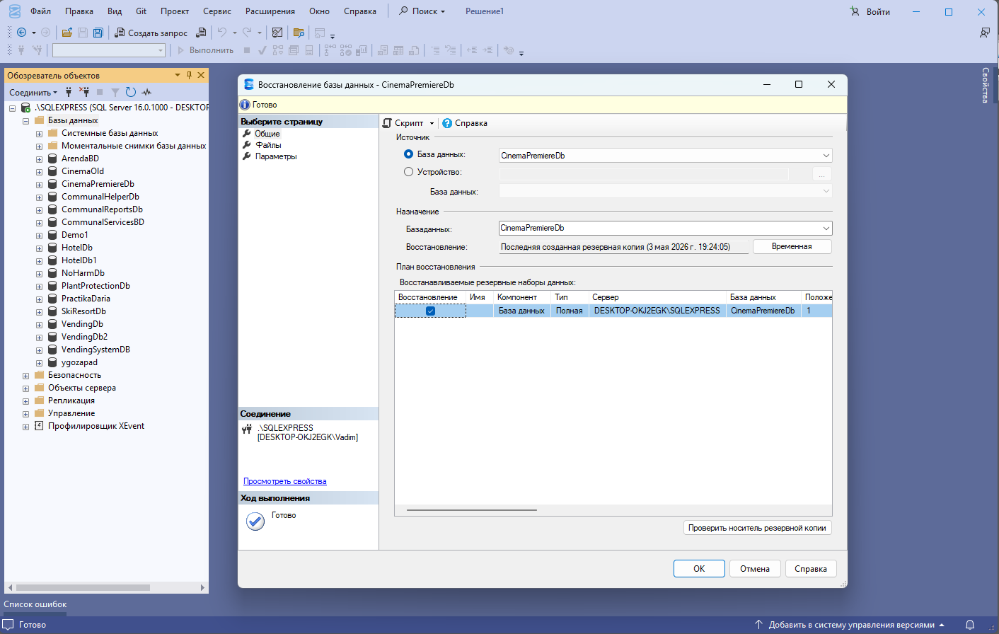 Файл Правка Вид Git Проект Сервис Расширения Окно Справка Поиск Решение1 Войти
Создать запрос
Выполнить
Обозреватель объектов
Соединить
.\SQLEXPRESS (SQL Server 16.0.1000 - DESKTOP
Базы данных
Системные базы данных
Моментальные снимки базы данных
ArendaBD
CinemaOld
CinemaPremiereDb
CommunalHelperDb
CommunalReportsDb
CommunalServicesBD
Demo1
HotelDb
HotelDb1
NoHarmDb
PlantProtectionDb
PractikaDaria
SkiResortDb
VendingDb
VendingDb2
VendingSystemDB
ygozapad
Безопасность
Объекты сервера
Репликация
Управление
Профилировщик XEvent
Свойства
Восстановление базы данных - CinemaPremiereDb
Готово
Выберите страницу
Общие
Файлы
Параметры
Соединение
.\SQLEXPRESS
[DESKTOP-OKJ2EGK\Vadim]
Просмотреть свойства
Ход выполнения
Готово
Скрипт Справка
Источник
База данных: CinemaPremiereDb
Устройство: ...
База данных:
Назначение
Базаданных: CinemaPremiereDb
Восстановление: Последняя созданная резервная копия (3 мая 2026 г. 19:24:05) Временная
План восстановления
Восстанавливаемые резервные наборы данных:
Восстановление Имя Компонент Тип Сервер База данных Положе
База данных Полная DESKTOP-OKJ2EGK\SQLEXPRESS CinemaPremiereDb 1
Проверить носитель резервной копии
ОК Отмена Справка
Список ошибок
Готово Добавить в систему управления версиями